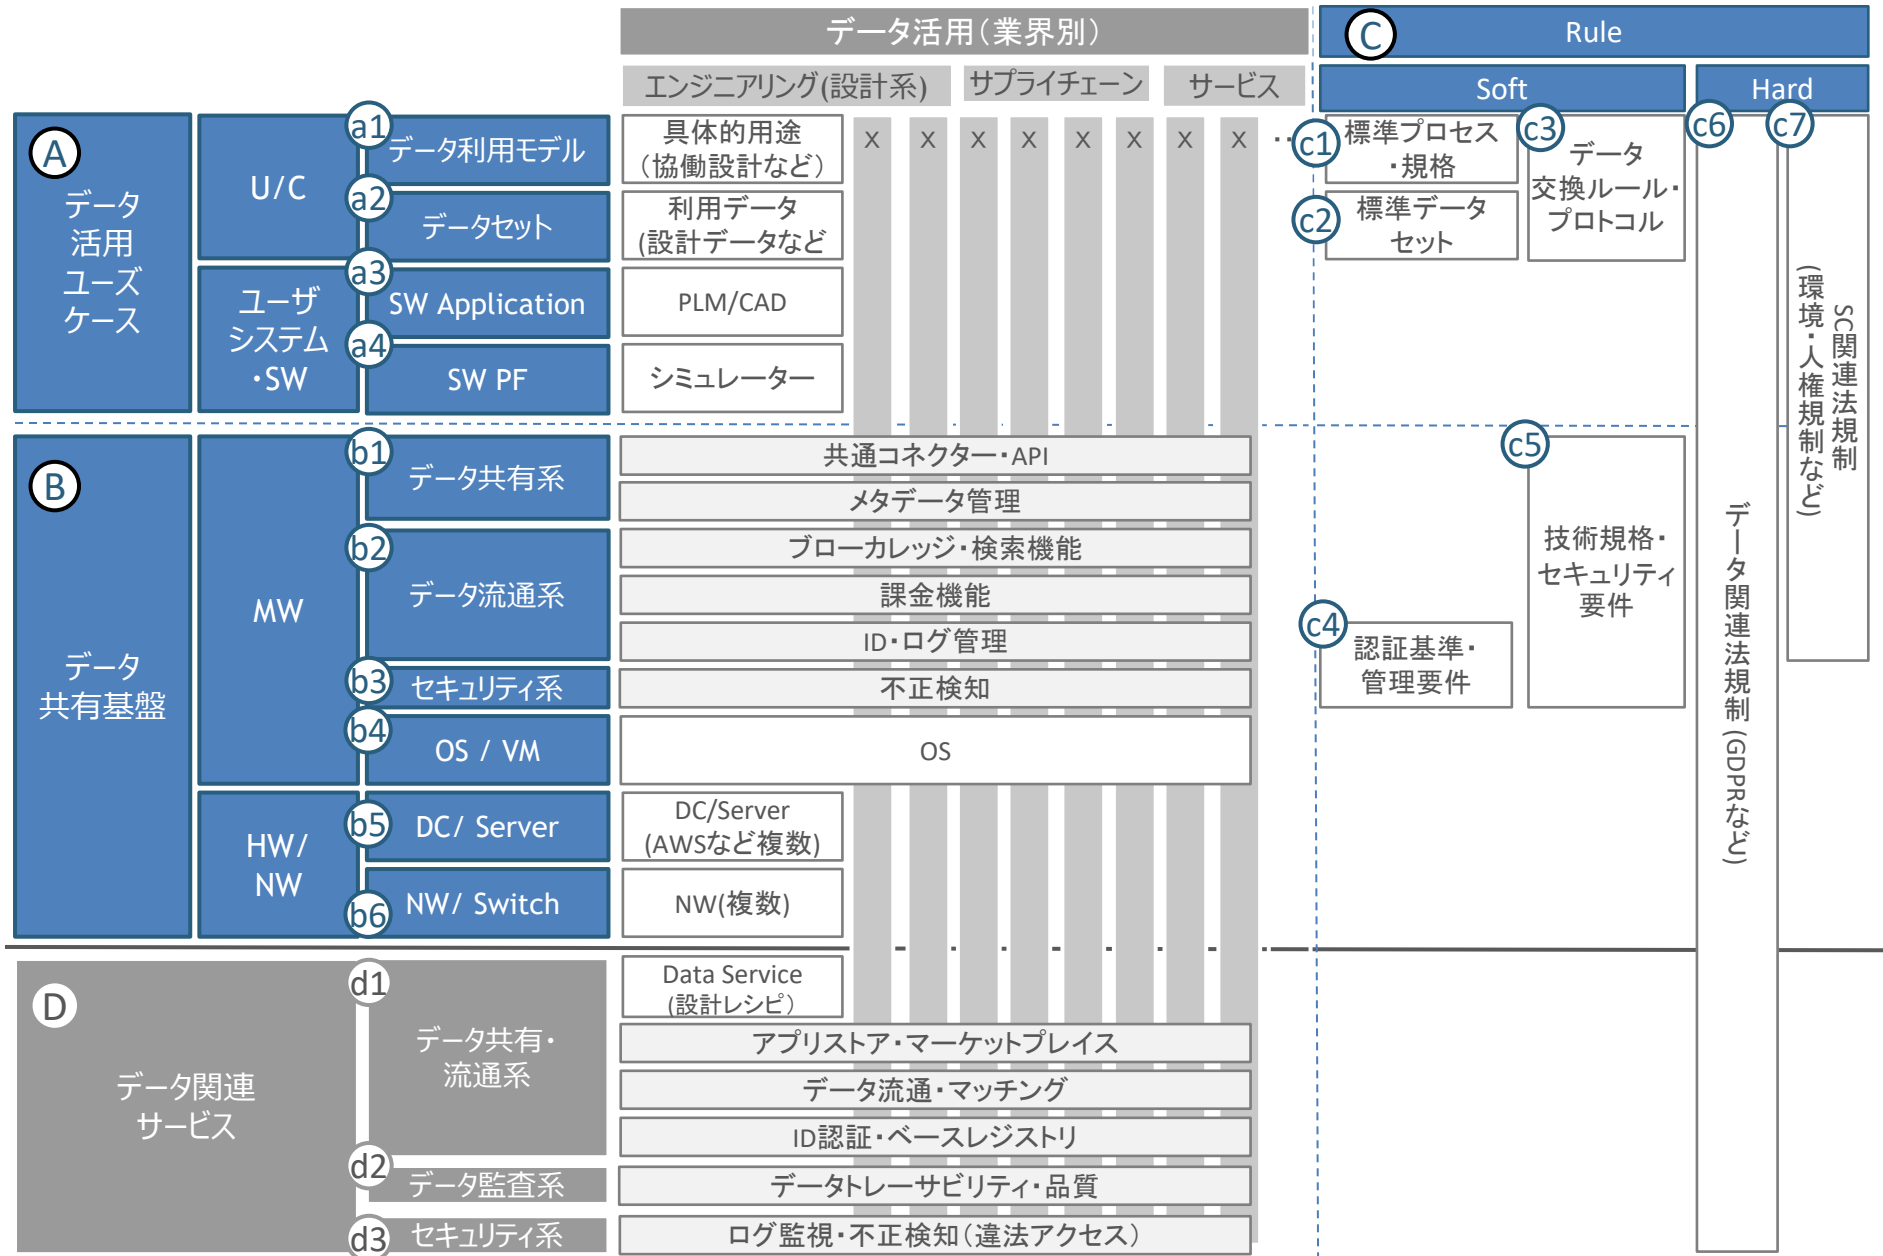 データ活用（業界別）
エンジニアリング(設計系)
サプライチェーン
サービス
C
Rule
Soft
Hard
A
データ
活用
ユーズ
ケース
U/C
a1
データ利用モデル
具体的用途
（協働設計など）
X X X X X X X X
‥
a2
データセット
利用データ
(設計データなど
ユーザ
システム
・SW
a3
SW Application
PLM/CAD
a4
SW PF
シミュレーター
c1
標準プロセス
・規格
c2
標準データ
セット
c3
データ
交換ルール・
プロトコル
c6
データ関連法規制(GDPRなど)
c7
SC関連法規制
(環境・人権規制など)
B
データ
共有基盤
MW
b1
データ共有系
共通コネクター・API
メタデータ管理
b2
データ流通系
ブローカレッジ・検索機能
課金機能
ID・ログ管理
b3
セキュリティ系
不正検知
b4
OS / VM
OS
HW/
NW
b5
DC/ Server
DC/Server
(AWSなど複数)
b6
NW/ Switch
NW(複数)
c5
技術規格・
セキュリティ
要件
c4
認証基準・
管理要件
D
データ関連
サービス
d1
データ共有・
流通系
Data Service
(設計レシピ）
アプリストア・マーケットプレイス
データ流通・マッチング
ID認証・ベースレジストリ
d2
データ監査系
データトレーサビリティ・品質
d3
セキュリティ系
ログ監視・不正検知（違法アクセス）